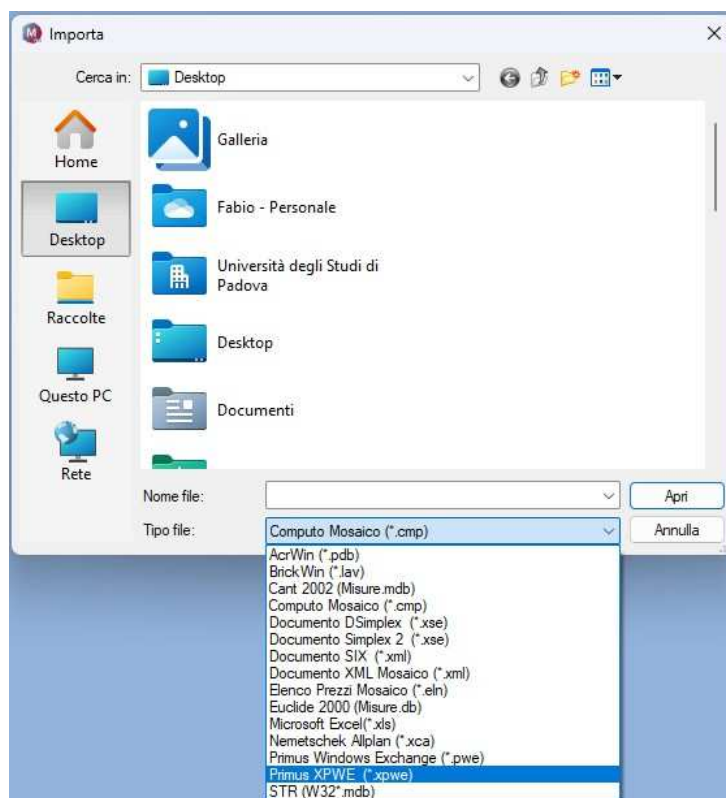 Importa
Cerca in:
Desktop
Home
Desktop
Raccolte
Questo PC
Rete
Galleria
Fabio - Personale
Università degli Studi di
Padova
Desktop
Documenti
Nome file:
Apri
Tipo file:
Computo Mosaico (*.cmp)
Annulla
AcrWin (*.pdb)
BrickWin (*.lav)
Cant 2002 (Misure.mdb)
Computo Mosaico (*.cmp)
Documento DSimplex (*.xse)
Documento Simplex 2 (*.xse)
Documento SIX (*.xml)
Documento XML Mosaico (*.xml)
Elenco Prezzi Mosaico (*.eln)
Euclide 2000 (Misure.db)
Microsoft Excel(*.xls)
Nemetschek Allplan (*.xca)
Primus Windows Exchange (*.pwe)
Primus XPWE (*.xpwe)
STR (W32*.mdb)